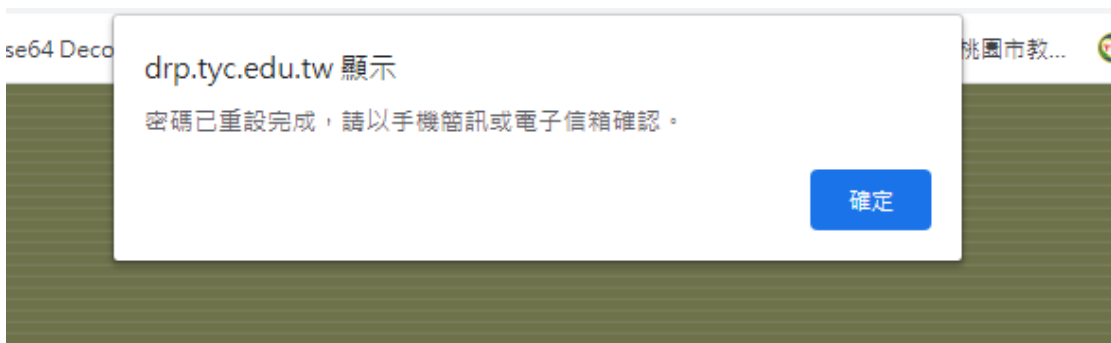 se64 Deco
桃園市教...
drp.tyc.edu.tw 顯示
密碼已重設完成，請以手機簡訊或電子信箱確認。
確定